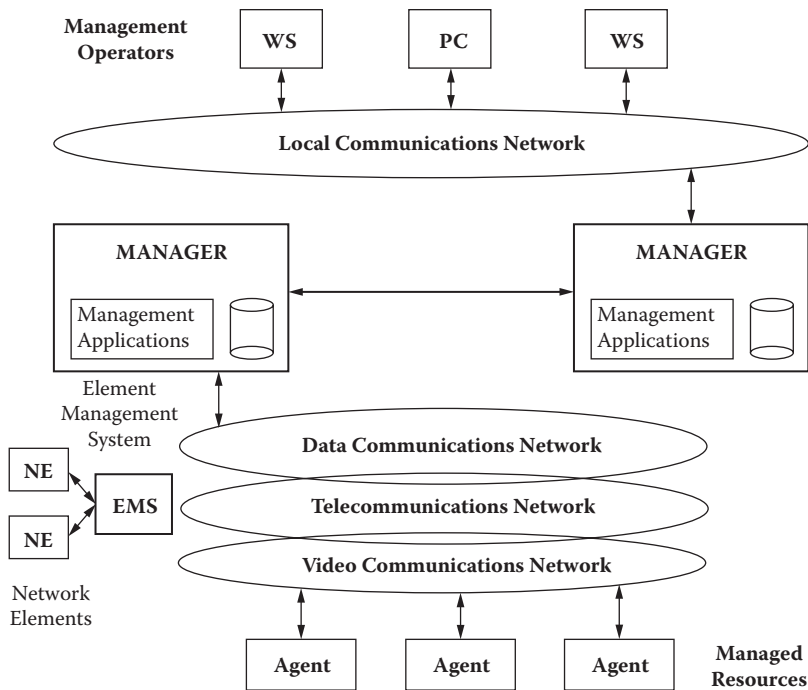 Management
Operators
WS
PC
WS
Local Communications Network
MANAGER
Management
Applications
MANAGER
Management
Applications
Element
Management
System
Data Communications Network
NE
EMS
Telecommunications Network
NE
Video Communications Network
Network
Elements
Agent
Agent
Agent
Managed
Resources